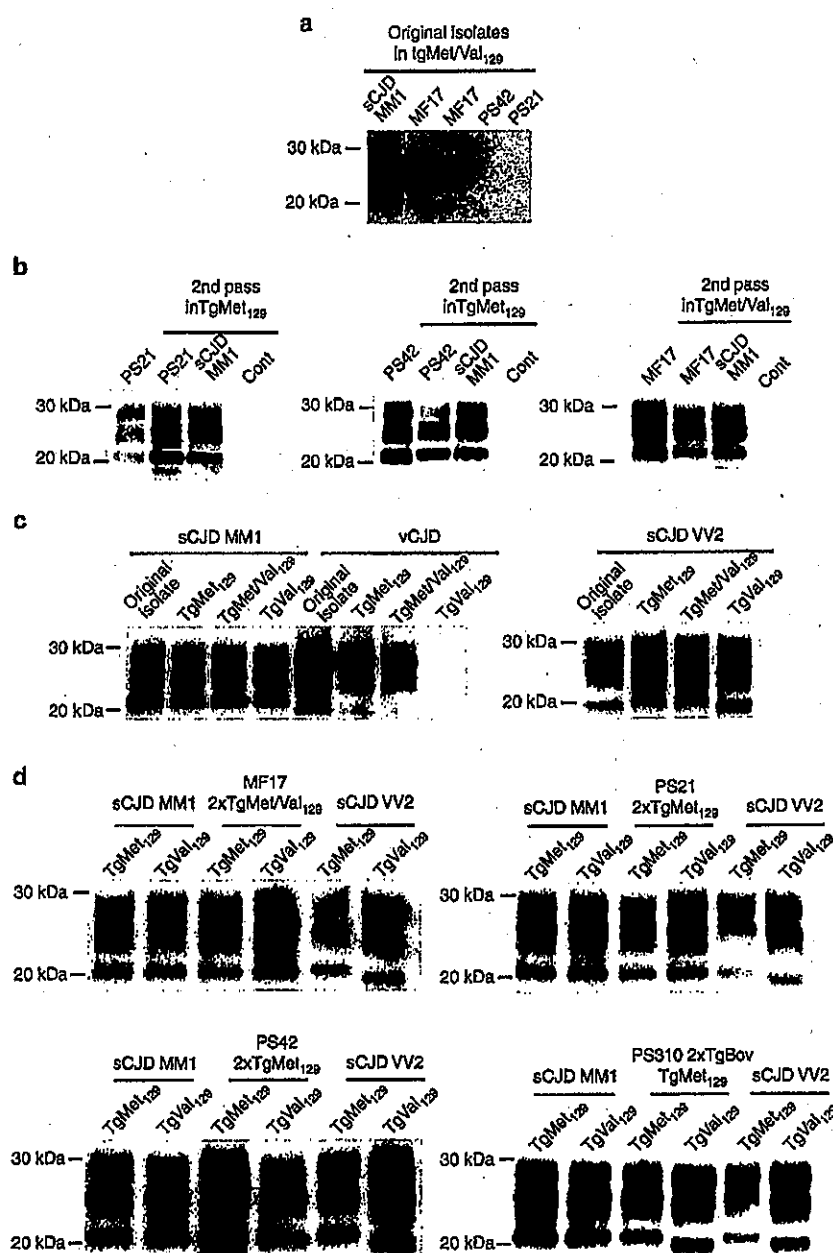 a
Original isolates
in tgMet/Val129
sCJD
MM1
MF17
MF17
PS42
PS21
30 kDa
20 kDa
b
2nd pass
inTgMet129
PS21
PS21
sCJD
MM1
Cont
30 kDa
20 kDa
2nd pass
inTgMet129
PS42
PS42
sCJD
MM1
Cont
30 kDa
20 kDa
2nd pass
inTgMet/Val129
MF17
MF17
sCJD
MM1
Cont
30 kDa
20 kDa
c
sCJD MM1
vCJD
Original
isolate
TgMet129
TgMet/Val129
TgVal129
Original
isolate
TgMet129
TgMet/Val129
TgVal129
30 kDa
20 kDa
sCJD VV2
Original
isolate
TgMet129
TgMet/Val129
TgVal129
30 kDa
20 kDa
d
sCJD MM1
MF17
2xTgMet/Val129
sCJD VV2
TgMet129
TgVal129
TgMet129
TgVal129
TgMet129
TgVal129
30 kDa
20 kDa
sCJD MM1
PS21
2xTgMet129
sCJD VV2
TgMet129
TgVal129
TgMet129
TgVal129
TgMet129
TgVal129
30 kDa
20 kDa
sCJD MM1
PS42
2xTgMet129
sCJD VV2
TgMet129
TgVal129
TgMet129
TgVal129
TgMet129
TgVal129
30 kDa
20 kDa
sCJD MM1
PS310 2xTgBov
TgMet129
sCJD VV2
TgMet129
TgVal129
TgMet129
TgVal129
TgMet129
TgVal129
30 kDa
20 kDa